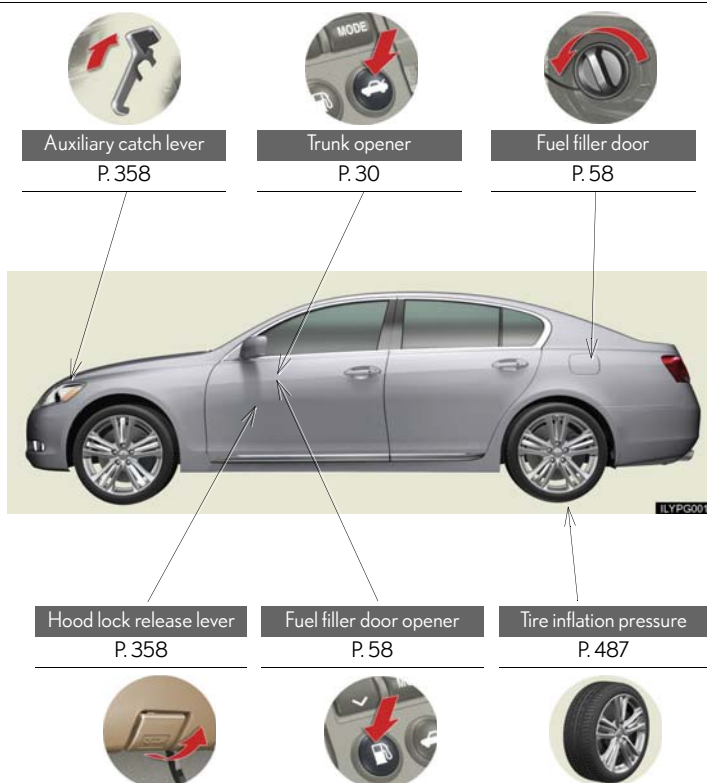 MODE
Auxiliary catch lever
Trunk opener
Fuel filler door
P. 358
P. 30
P. 58
ILYPG001
Hood lock release lever
Fuel filler door opener
Tire inflation pressure
P. 358
P. 58
P. 487